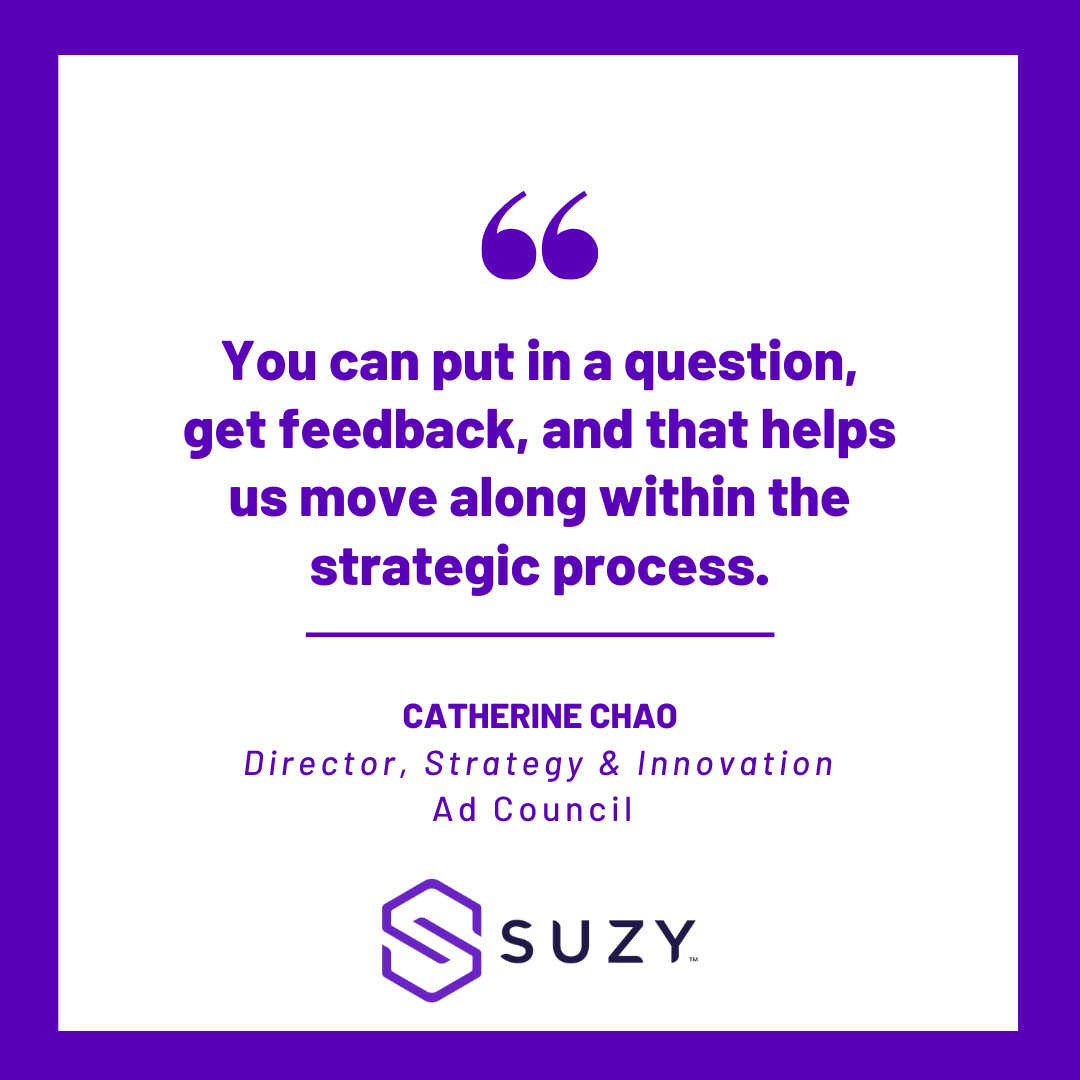 “
You can put in a question,
get feedback, and that helps
us move along within the
strategic process.
CATHERINE CHAO
Director, Strategy & Innovation
Ad Council
SUZY™